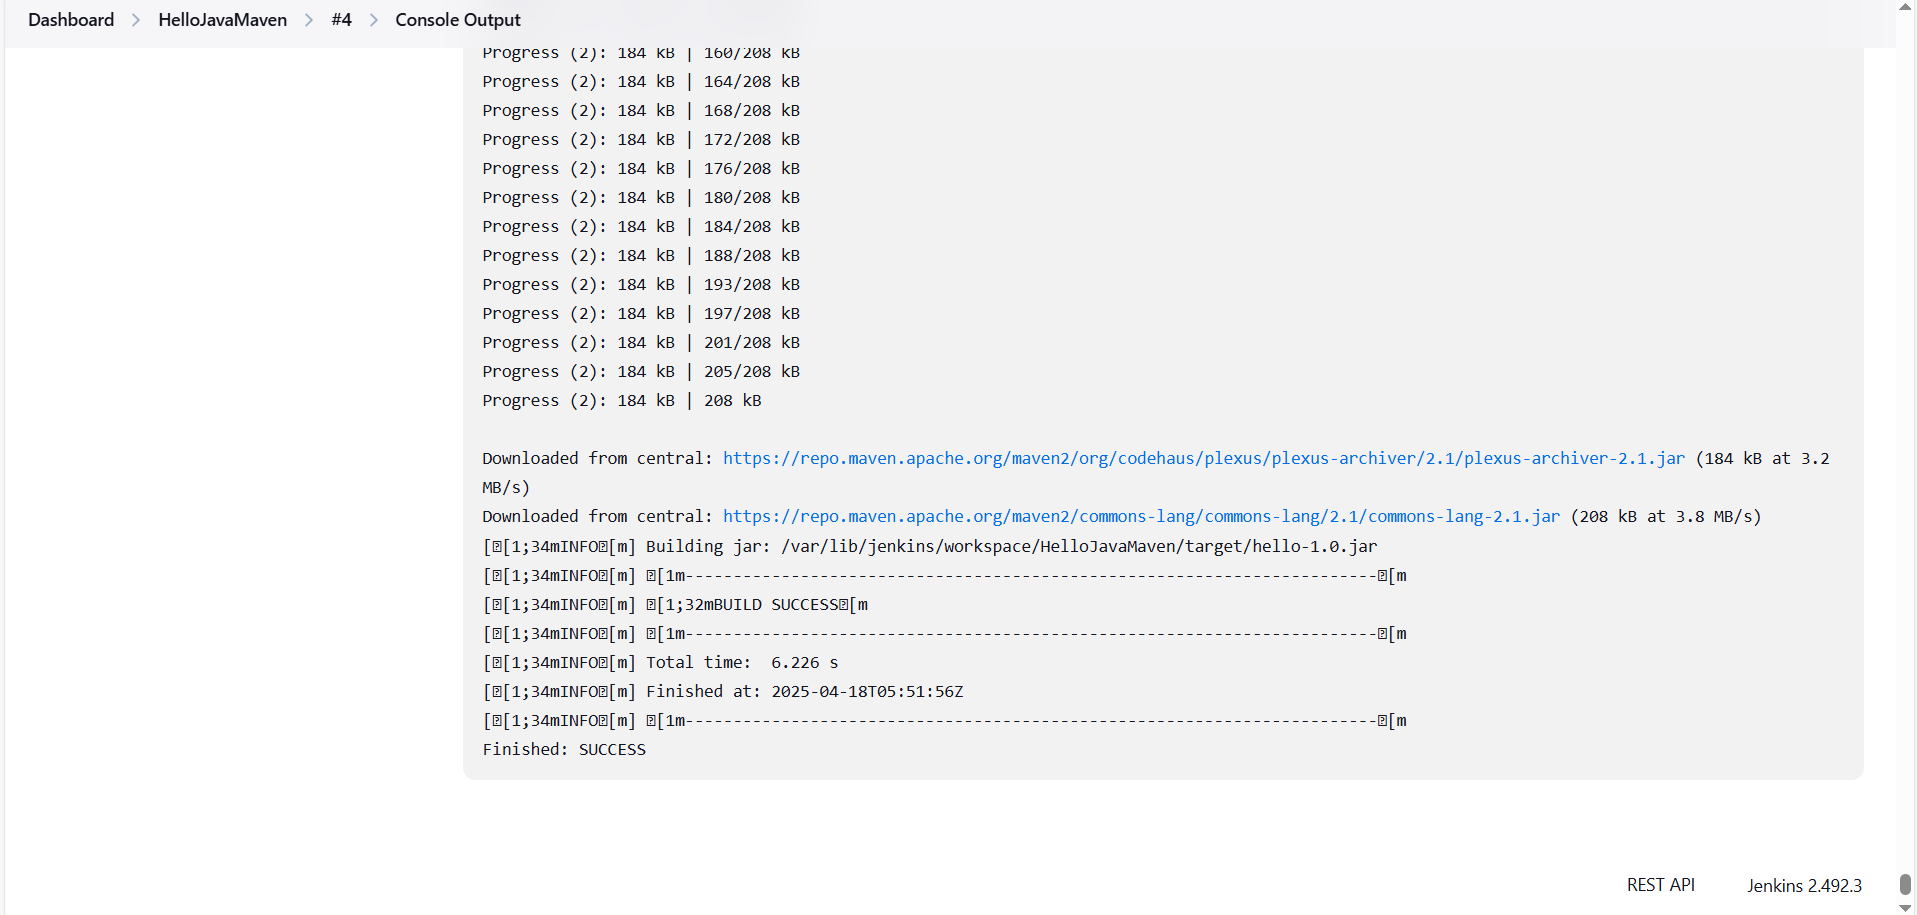 Dashboard > HelloJavaMaven > #4 > Console Output
Progress (2): 184 kB | 160/208 kB
Progress (2): 184 kB | 164/208 kB
Progress (2): 184 kB | 168/208 kB
Progress (2): 184 kB | 172/208 kB
Progress (2): 184 kB | 176/208 kB
Progress (2): 184 kB | 180/208 kB
Progress (2): 184 kB | 184/208 kB
Progress (2): 184 kB | 188/208 kB
Progress (2): 184 kB | 193/208 kB
Progress (2): 184 kB | 197/208 kB
Progress (2): 184 kB | 201/208 kB
Progress (2): 184 kB | 205/208 kB
Progress (2): 184 kB | 208 kB
Downloaded from central: https://repo.maven.apache.org/maven2/org/codehaus/plexus/plexus-archiver/2.1/plexus-archiver-2.1.jar (184 kB at 3.2
MB/s)
Downloaded from central: https://repo.maven.apache.org/maven2/commons-lang/commons-lang/2.1/commons-lang-2.1.jar (208 kB at 3.8 MB/s)
[�[1;34mINFO�[m] Building jar: /var/lib/jenkins/workspace/HelloJavaMaven/target/hello-1.0.jar
[�[1;34mINFO�[m] �[1m------------------------------------------------------------------------�[m
[�[1;34mINFO�[m] �[1;32mBUILD SUCCESS�[m
[�[1;34mINFO�[m] �[1m------------------------------------------------------------------------�[m
[�[1;34mINFO�[m] Total time:  6.226 s
[�[1;34mINFO�[m] Finished at: 2025-04-18T05:51:56Z
[�[1;34mINFO�[m] �[1m------------------------------------------------------------------------�[m
Finished: SUCCESS
REST API Jenkins 2.492.3